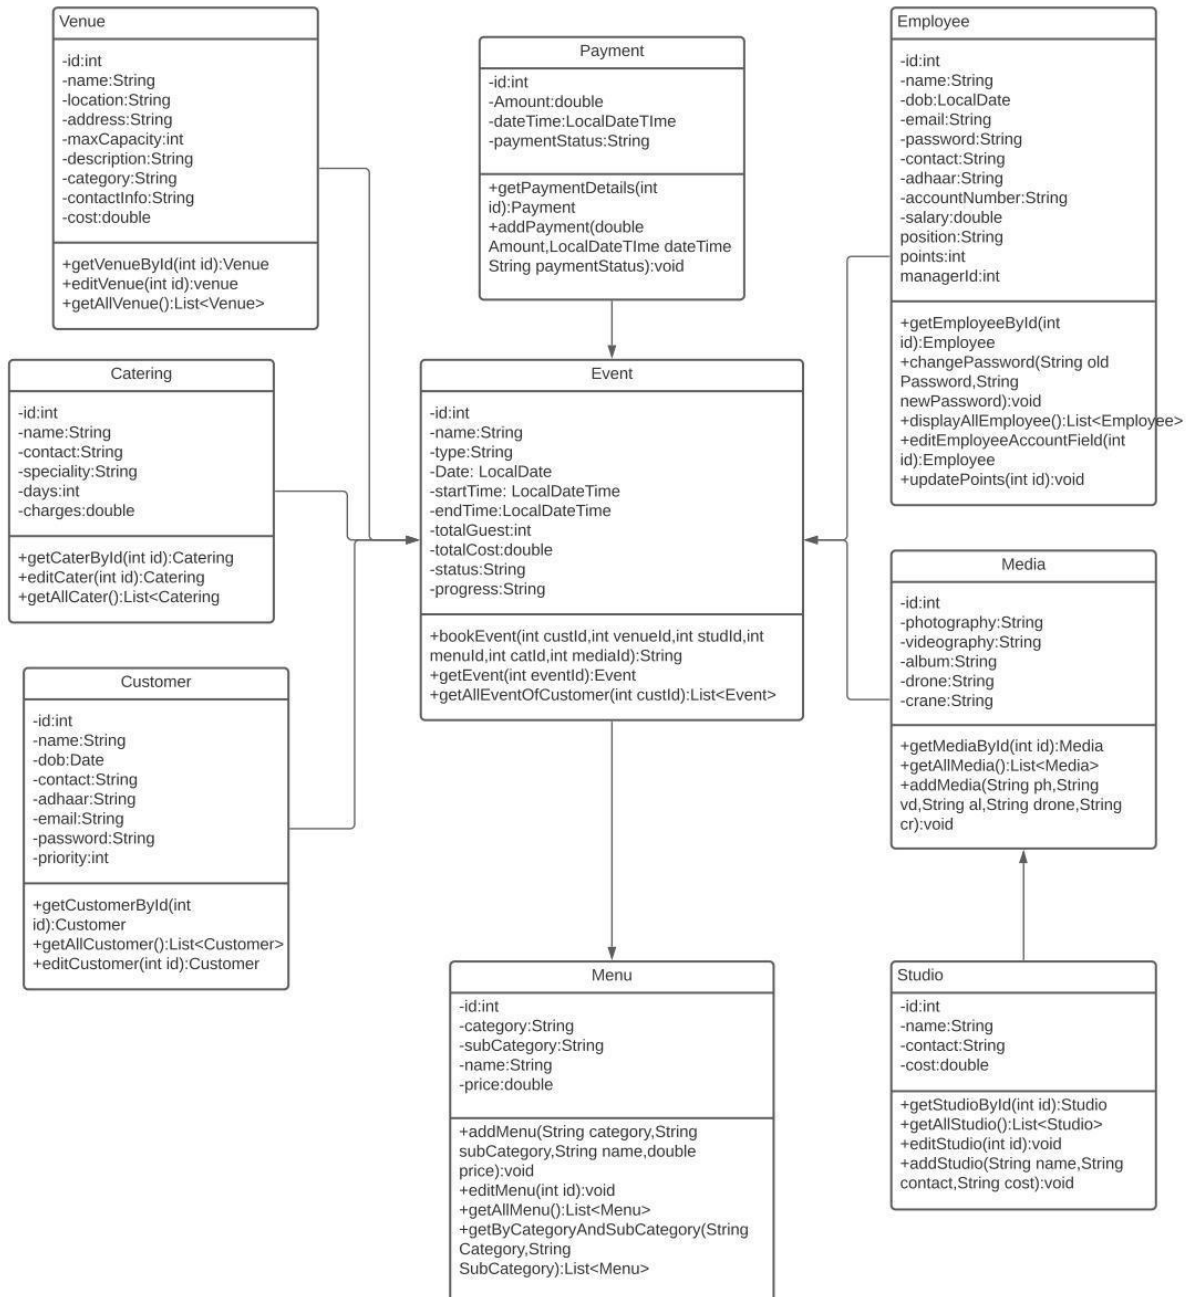 Venue
-id:int
-name:String
-location:String
-address:String
-maxCapacity:int
-description:String
-category:String
-contactInfo:String
-cost:double
+getVenueById(int id):Venue
+editVenue(int id):venue
+getAllVenue():List<Venue>
Payment
-id:int
-Amount:double
-dateTime:LocalDateTIme
-paymentStatus:String
+getPaymentDetails(int
id):Payment
+addPayment(double
Amount,LocalDateTIme dateTime
String paymentStatus):void
Employee
-id:int
-name:String
-dob:LocalDate
-email:String
-password:String
-contact:String
-adhaar:String
-accountNumber:String
-salary:double
position:String
points:int
managerId:int
+getEmployeeById(int
id):Employee
+changePassword(String old
Password,String
newPassword):void
+displayAllEmployee():List<Employee>
+editEmployeeAccountField(int
id):Employee
+updatePoints(int id):void
Catering
-id:int
-name:String
-contact:String
-speciality:String
-days:int
-charges:double
+getCaterById(int id):Catering
+editCater(int id):Catering
+getAllCater():List<Catering
Event
-id:int
-name:String
-type:String
-Date: LocalDate
-startTime: LocalDateTime
-endTime:LocalDateTime
-totalGuest:int
-totalCost:double
-status:String
-progress:String
+bookEvent(int custId,int venueId,int studId,int
menuId,int catId,int mediaId):String
+getEvent(int eventId):Event
+getAllEventOfCustomer(int custId):List<Event>
Media
-id:int
-photography:String
-videography:String
-album:String
-drone:String
-crane:String
+getMediaById(int id):Media
+getAllMedia():List<Media>
+addMedia(String ph,String
vd,String al,String drone,String
cr):void
Customer
-id:int
-name:String
-dob:Date
-contact:String
-adhaar:String
-email:String
-password:String
-priority:int
+getCustomerById(int
id):Customer
+getAllCustomer():List<Customer>
+editCustomer(int id):Customer
Menu
-id:int
-category:String
-subCategory:String
-name:String
-price:double
+addMenu(String category,String
subCategory,String name,double
price):void
+editMenu(int id):void
+getAllMenu():List<Menu>
+getByCategoryAndSubCategory(String
Category,String
SubCategory):List<Menu>
Studio
-id:int
-name:String
-contact:String
-cost:double
+getStudioById(int id):Studio
+getAllStudio():List<Studio>
+editStudio(int id):void
+addStudio(String name,String
contact,String cost):void